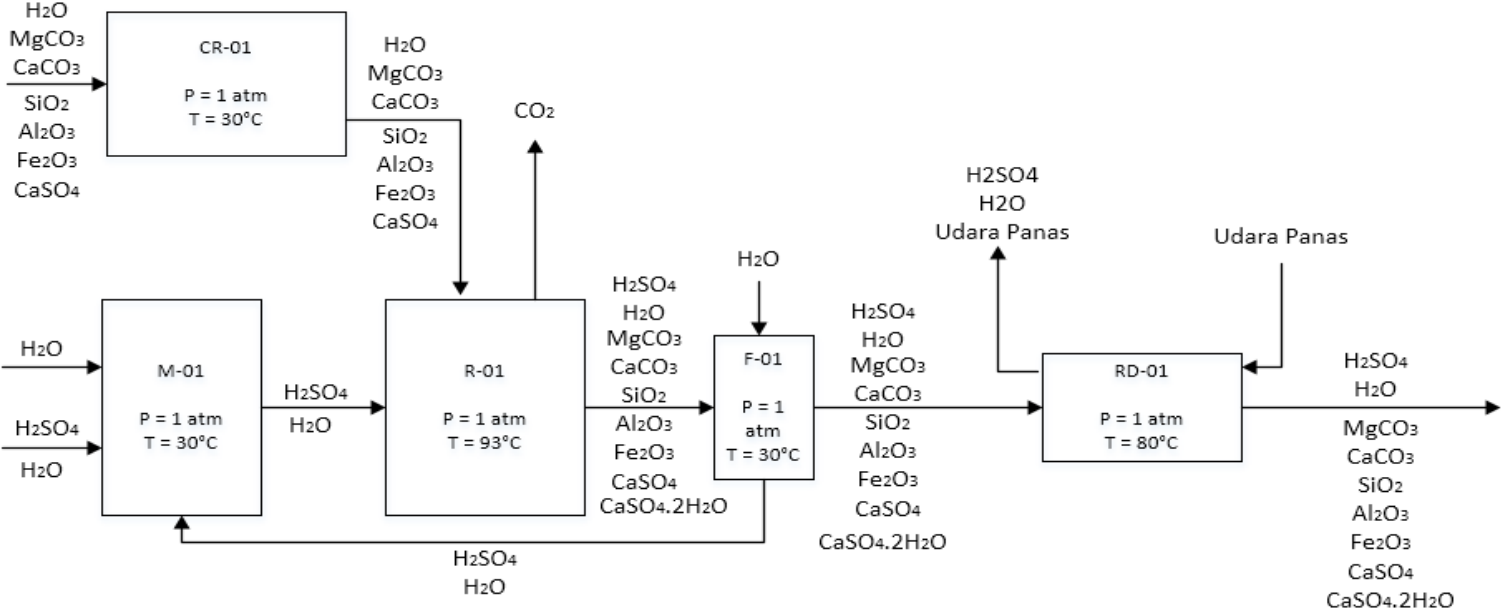 H₂O
MgCO₃
CaCO₃
SiO₂
Al₂O₃
Fe₂O₃
CaSO₄
CR-01
P = 1 atm
T = 30°C
H₂O
MgCO₃
CaCO₃
SiO₂
Al₂O₃
Fe₂O₃
CaSO₄
CO₂
H₂O
H₂SO₄
H₂O
M-01
P = 1 atm
T = 30°C
H₂SO₄
H₂O
R-01
P = 1 atm
T = 93°C
H₂SO₄
H₂O
MgCO₃
CaCO₃
SiO₂
Al₂O₃
Fe₂O₃
CaSO₄
CaSO₄.2H₂O
H₂O
F-01
P = 1
atm
T = 30°C
H₂SO₄
H₂O
H₂SO₄
H₂O
MgCO₃
CaCO₃
SiO₂
Al₂O₃
Fe₂O₃
CaSO₄
CaSO₄.2H₂O
H2SO4
H2O
Udara Panas
Udara Panas
RD-01
P = 1 atm
T = 80°C
H₂SO₄
H₂O
MgCO₃
CaCO₃
SiO₂
Al₂O₃
Fe₂O₃
CaSO₄
CaSO₄.2H₂O